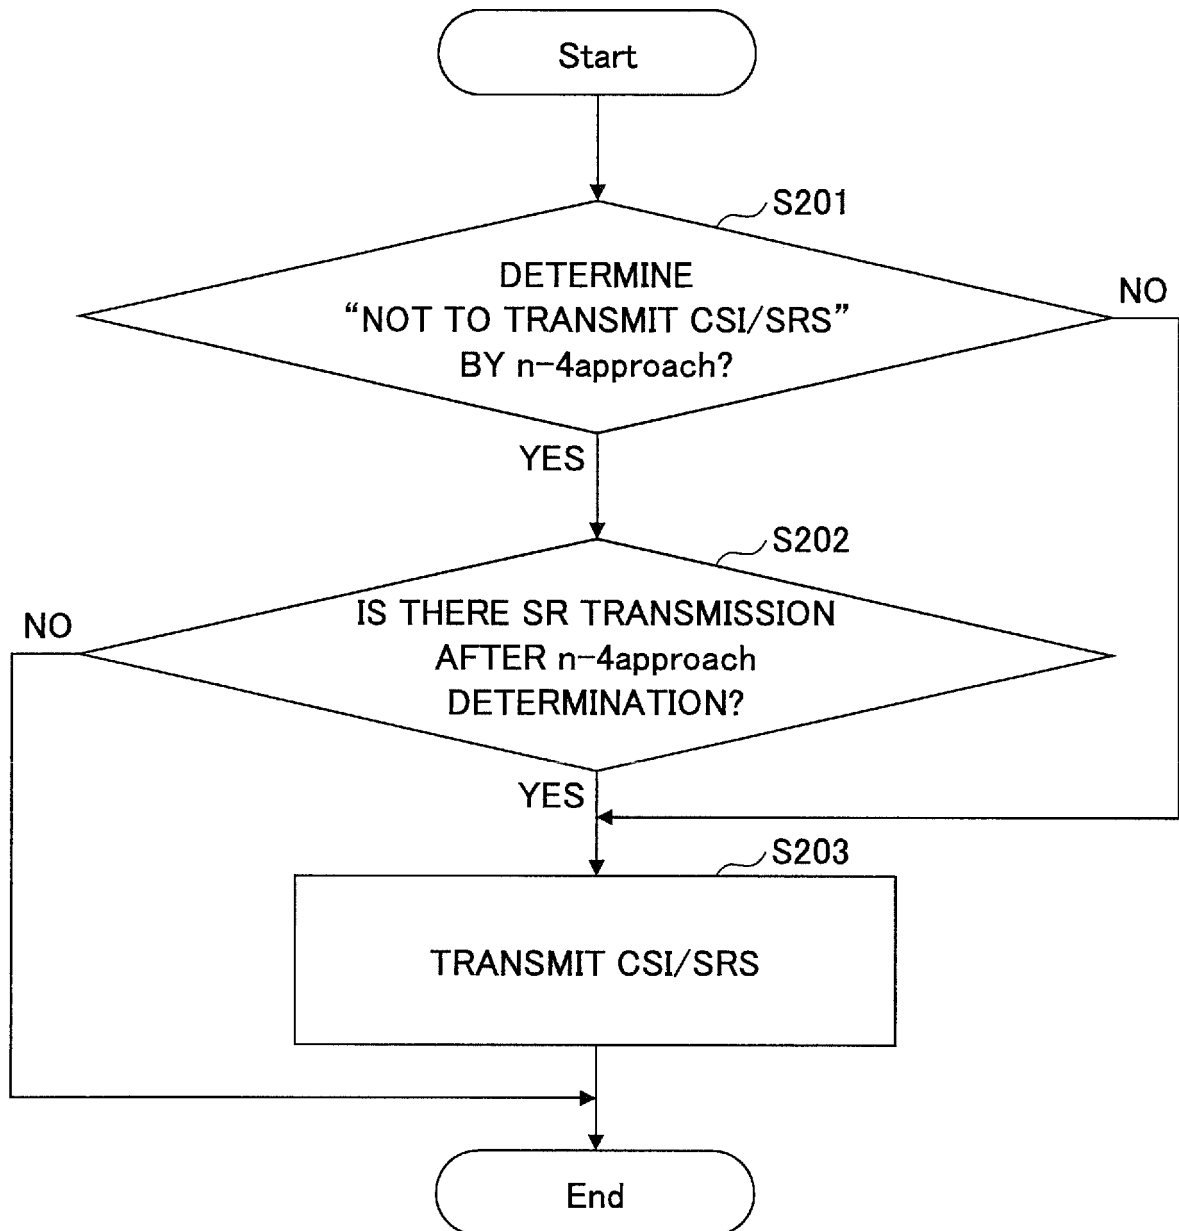 Start
S201
DETERMINE
“NOT TO TRANSMIT CSI/SRS”
BY n-4approach?
NO
YES
S202
IS THERE SR TRANSMISSION
AFTER n-4approach
DETERMINATION?
NO
YES
S203
TRANSMIT CSI/SRS
End